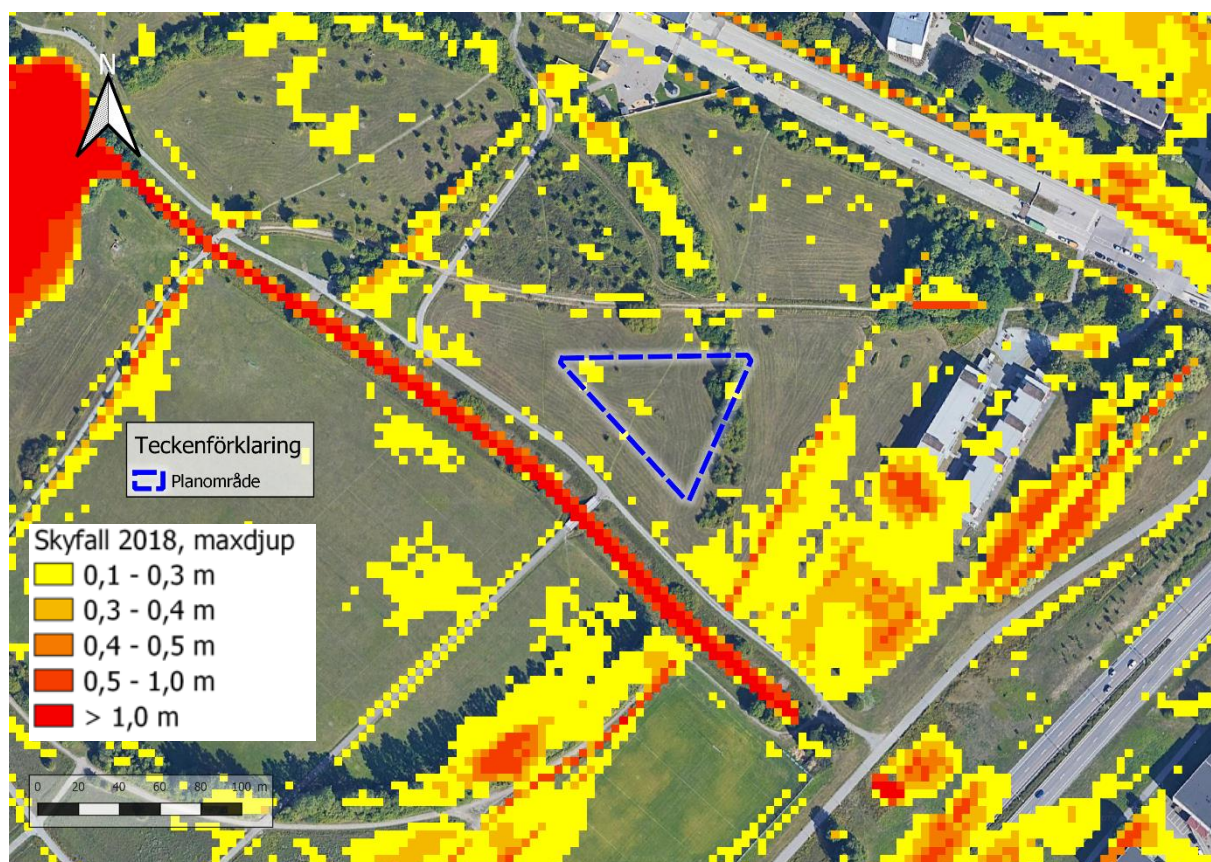 N
Teckenförklaring
Planområde
Skyfall 2018, maxdjup
0,1 - 0,3 m
0,3 - 0,4 m
0,4 - 0,5 m
0,5 - 1,0 m
> 1,0 m
0 20 40 60 80 100 m